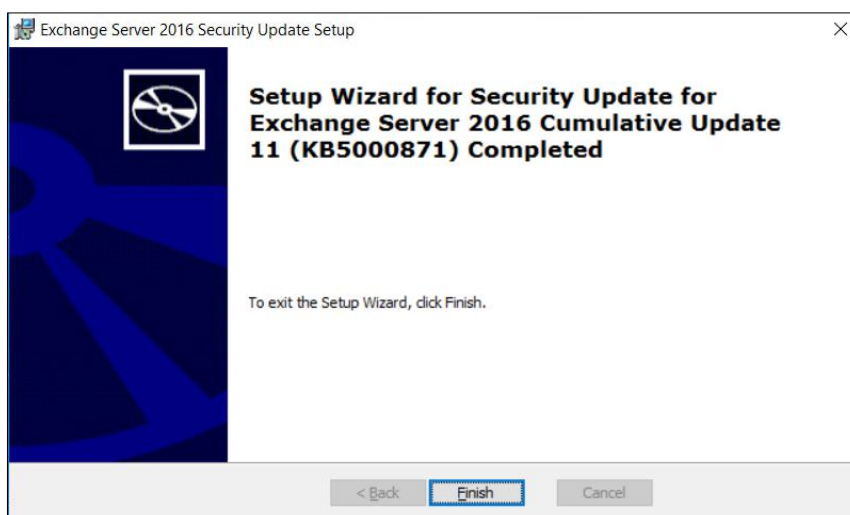 Exchange Server 2016 Security Update Setup
Setup Wizard for Security Update for
Exchange Server 2016 Cumulative Update
11 (KB5000871) Completed
To exit the Setup Wizard, click Finish.
< Back Finish Cancel